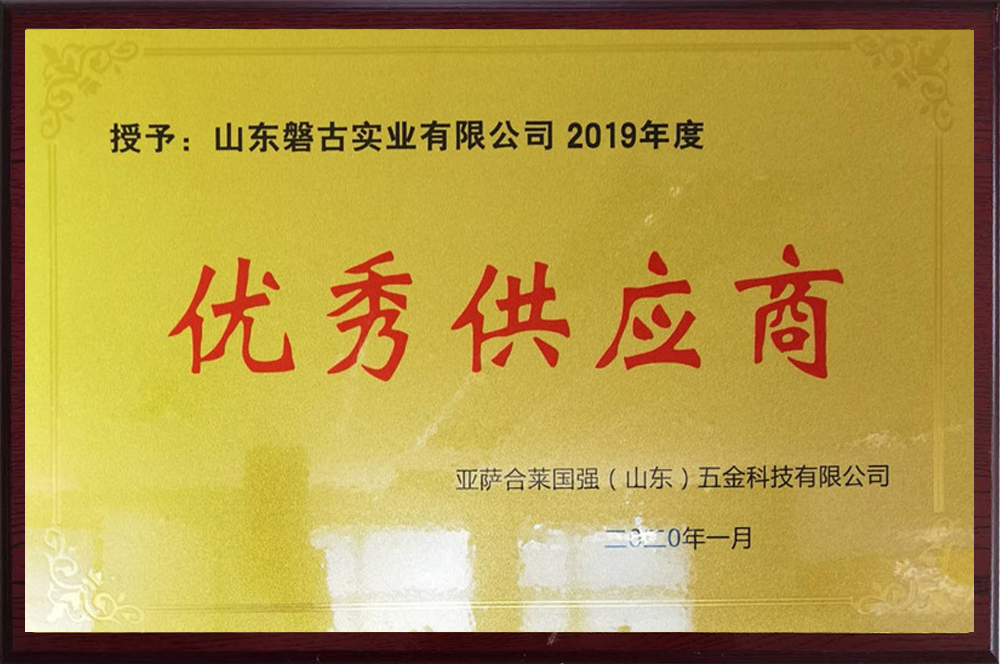 授予：山东磐古实业有限公司 2019年度
优秀供应商
亚萨合莱国强（山东）五金科技有限公司
二0二0年一月